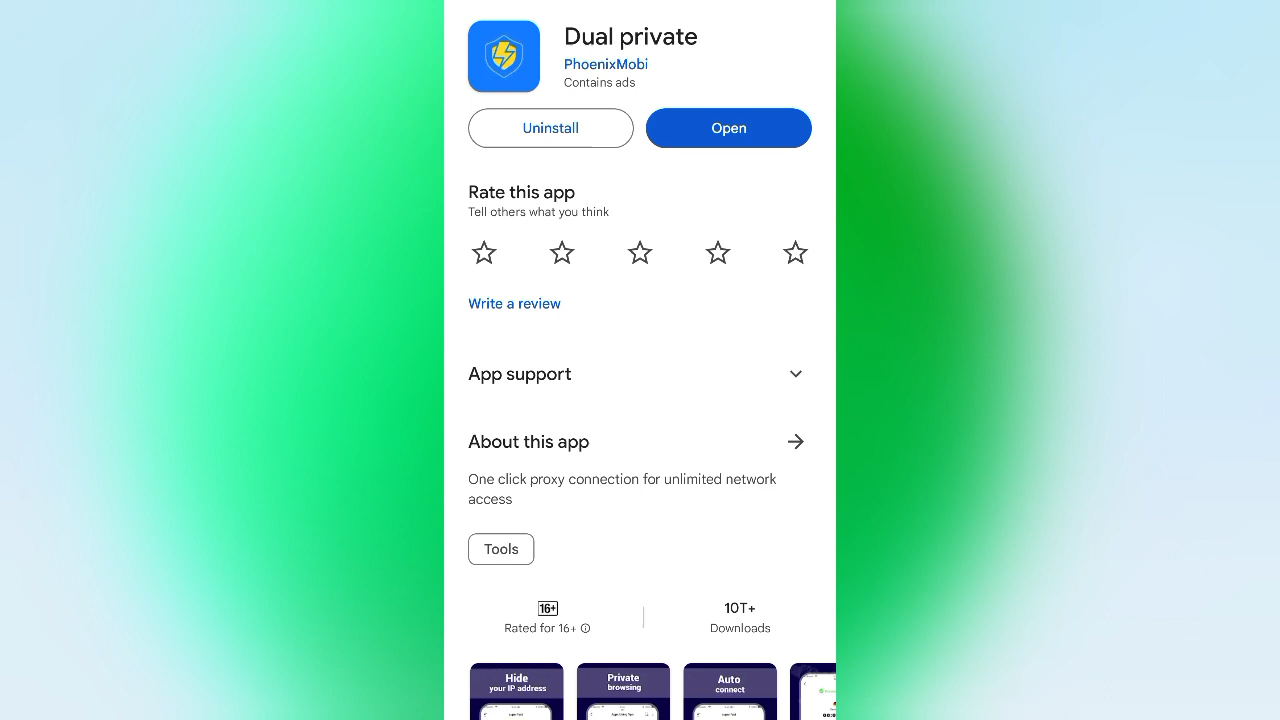 Dual private
PhoenixMobi
Contains ads
Uninstall
Open
Rate this app
Tell others what you think
Write a review
App support
About this app
One click proxy connection for unlimited network
access
Tools
16+
Rated for 16+
10T+
Downloads
Hide
your IP address
Private
browsing
Auto
connect